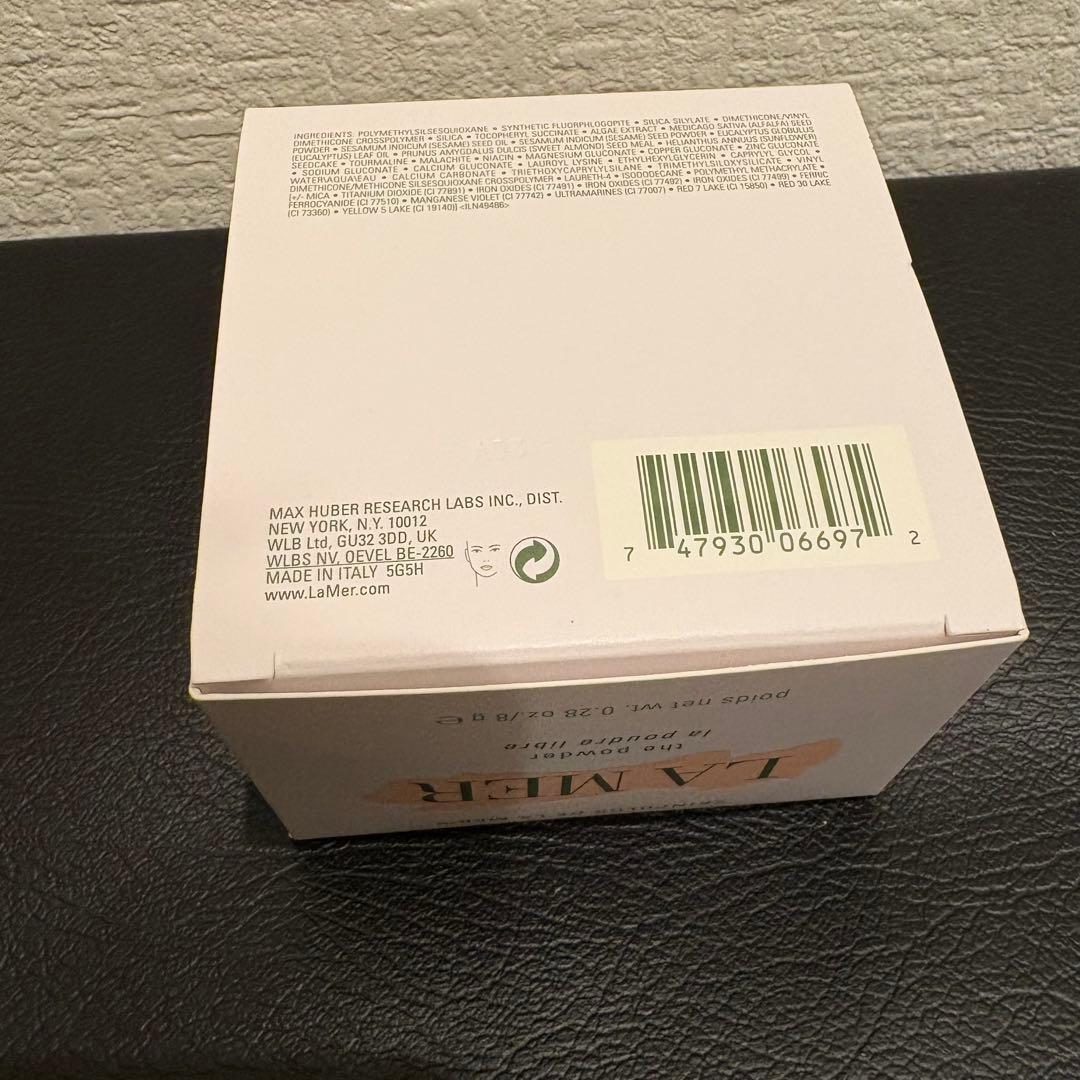 INGREDIENTS: POLYMETHYLSILSESQUIOXANE • SYNTHETIC FLUORPHLOGOPITE • SILICA SILYLATE • DIMETHICONE/VINYL
DIMETHICONE CROSSPOLYMER • SILICA • TOCOPHERYL SUCCINATE • ALGAE EXTRACT • MEDICAGO SATIVA (ALFALFA) SEED
POWDER • SESAMUM INDICUM (SESAME) SEED OIL • SESAMUM INDICUM (SESAME) SEED POWDER • EUCALYPTUS GLOBULUS
(EUCALYPTUS) LEAF OIL • PRUNUS AMYGDALUS DULCIS (SWEET ALMOND) SEED MEAL • HELIANTHUS ANNUUS (SUNFLOWER)
SEEDCAKE • TOURMALINE • MALACHITE • NIACIN • MAGNESIUM GLUCONATE • COPPER GLUCONATE • ZINC GLUCONATE
• SODIUM GLUCONATE • CALCIUM GLUCONATE • LAUROYL LYSINE • ETHYLHEXYLGLYCERIN • CAPRYLYL GLYCOL •
WATER\AQUA\EAU • CALCIUM CARBONATE • TRIETHOXYCAPRYLYLSILANE • TRIMETHYLSILOXYSILICATE • VINYL
DIMETHICONE/METHICONE SILSESQUIOXANE CROSSPOLYMER • LAURETH-4 • ISODODECANE • POLYMETHYL METHACRYLATE •
[+/- MICA • TITANIUM DIOXIDE (CI 77891) • IRON OXIDES (CI 77491) • IRON OXIDES (CI 77492) • IRON OXIDES (CI 77499) • FERRIC
FERROCYANIDE (CI 77510) • MANGANESE VIOLET (CI 77742) • ULTRAMARINES (CI 77007) • RED 7 LAKE (CI 15850) • RED 30 LAKE
(CI 73360) • YELLOW 5 LAKE (CI 19140)] <ILN49486>
MAX HUBER RESEARCH LABS INC., DIST.
NEW YORK, N.Y. 10012
WLB Ltd, GU32 3DD, UK
WLBS NV, OEVEL BE-2260
MADE IN ITALY 5G5H
www.LaMer.com
7 47930 06697 2
poids net wt. 0.28 oz./8 g e
la poudre libre
the powder
LA MER